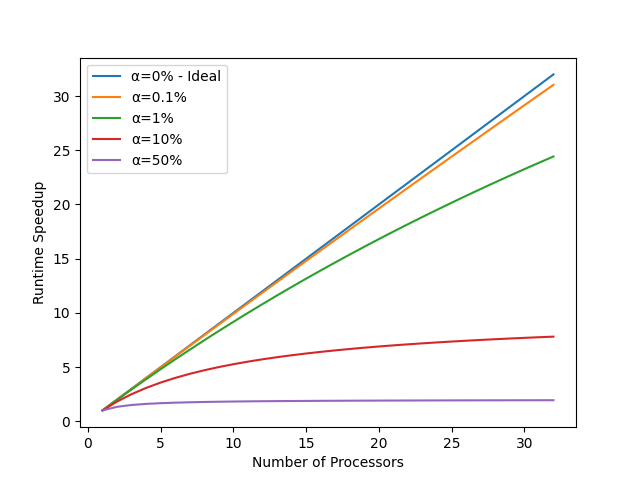 α=0% - Ideal
α=0.1%
α=1%
α=10%
α=50%
30
25
20
15
10
5
0
Runtime Speedup
0 5 10 15 20 25 30
Number of Processors